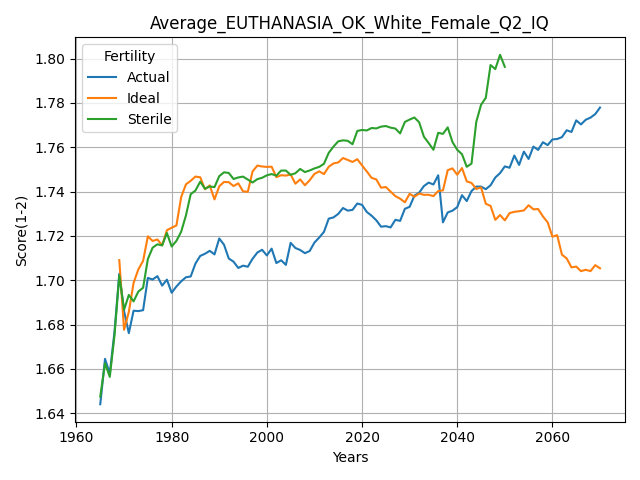 Average_EUTHANASIA_OK_White_Female_Q2_IQ
Fertility
Actual
Ideal
Sterile
Score(1-2)
1.80
1.78
1.76
1.74
1.72
1.70
1.68
1.66
1.64
1960 1980 2000 2020 2040 2060
Years